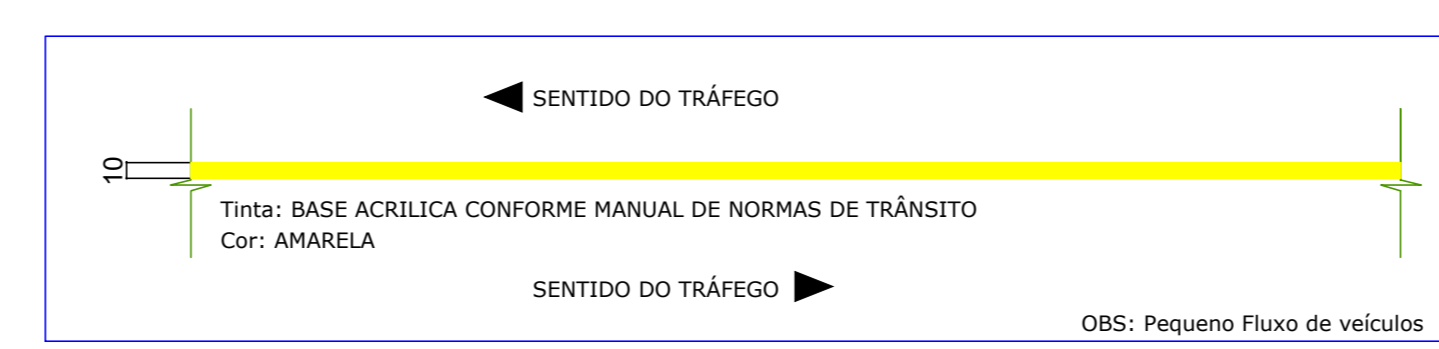 SENTIDO DO TRÁFEGO
10
Tinta: BASE ACRILICA CONFORME MANUAL DE NORMAS DE TRÂNSITO
Cor: AMARELA
SENTIDO DO TRÁFEGO
OBS: Pequeno Fluxo de veículos